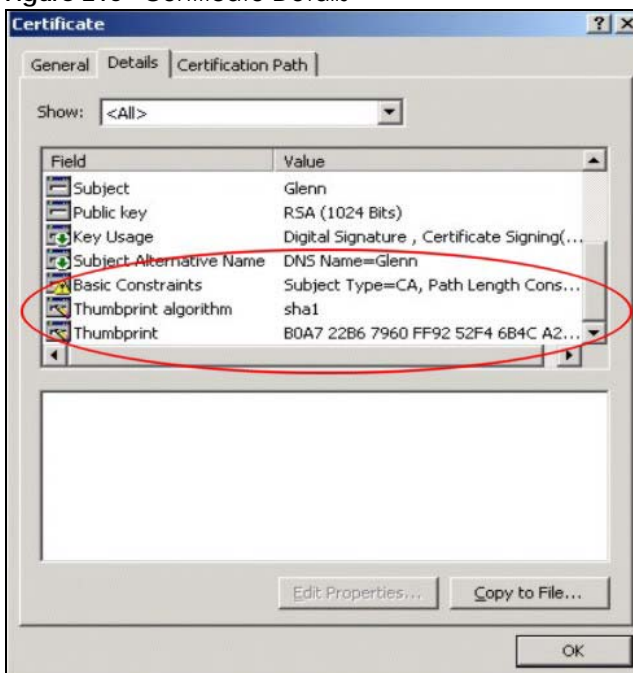 Certificate
General Details Certification Path
Show: <All>
Field Value
Subject Glenn
Public key RSA (1024 Bits)
Key Usage Digital Signature , Certificate Signing(...
Subject Alternative Name DNS Name=Glenn
Basic Constraints Subject Type=CA, Path Length Cons...
Thumbprint algorithm sha1
Thumbprint B0A7 22B6 7960 FF92 52F4 6B4C A2...
Edit Properties... Copy to File...
OK